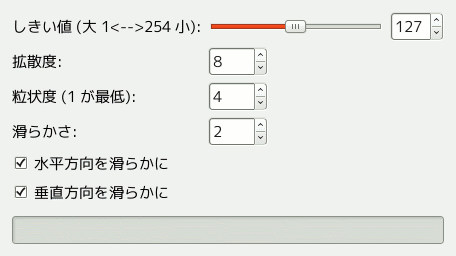 しきい値 (大 1<-->254 小): 127
拡散度: 8
粒状度 (1 が最低): 4
滑らかさ: 2
水平方向を滑らかに
垂直方向を滑らかに